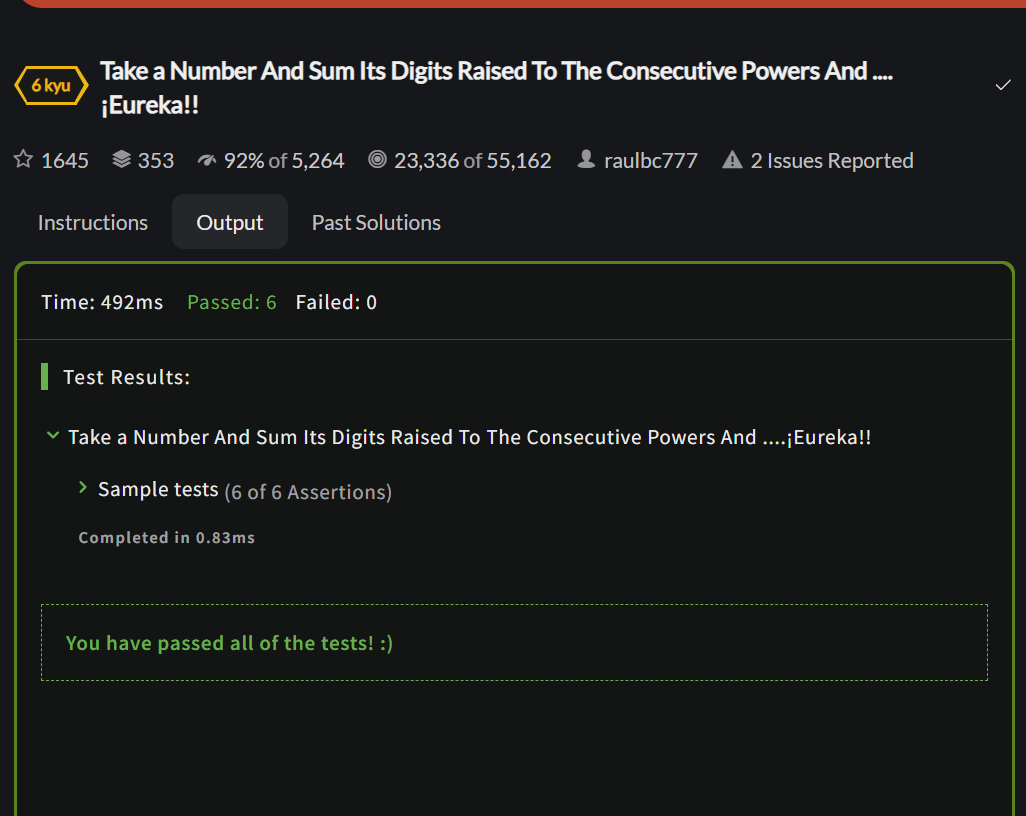 6 kyu
Take a Number And Sum Its Digits Raised To The Consecutive Powers And ....
¡Eureka!!
1645 353 92% of 5,264 23,336 of 55,162 raulbc777 2 Issues Reported
Instructions Output Past Solutions
Time: 492ms Passed: 6 Failed: 0
Test Results:
Take a Number And Sum Its Digits Raised To The Consecutive Powers And ....¡Eureka!!
Sample tests (6 of 6 Assertions)
Completed in 0.83ms
You have passed all of the tests! :)